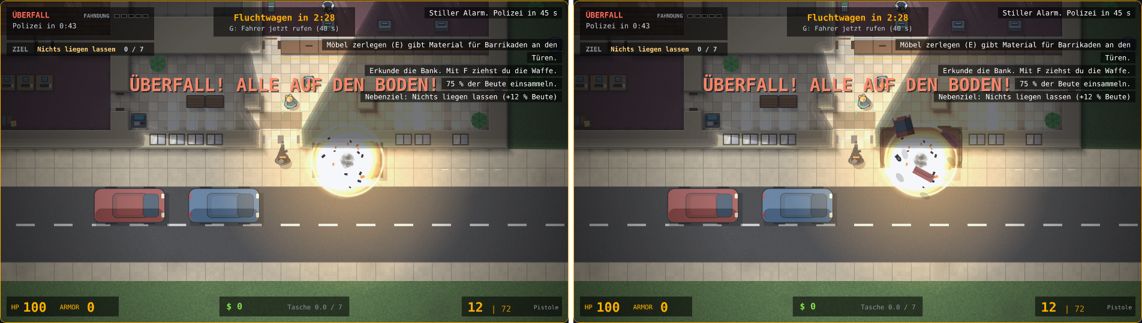 ÜBERFALL
FAHNDUNG
Polizei in 0:43
Fluchtwagen in 2:28
G: Fahrer jetzt rufen (40 s)
Stiller Alarm. Polizei in 45 s
ZIEL Nichts liegen lassen 0 / 7
Möbel zerlegen (E) gibt Material für Barrikaden an den
Türen.
Erkunde die Bank. Mit F ziehst du die Waffe.
ÜBERFALL! ALLE AUF DEN BODEN!
75 % der Beute einsammeln.
Nebenziel: Nichts liegen lassen (+12 % Beute)
HP 100 ARMOR 0
$ 0 Tasche 0.0 / 7
12 | 72 Pistole
ÜBERFALL
FAHNDUNG
Polizei in 0:43
Fluchtwagen in 2:28
G: Fahrer jetzt rufen (40 s)
Stiller Alarm. Polizei in 45 s
ZIEL Nichts liegen lassen 0 / 7
Möbel zerlegen (E) gibt Material für Barrikaden an den
Türen.
Erkunde die Bank. Mit F ziehst du die Waffe.
ÜBERFALL! ALLE AUF DEN BODEN!
75 % der Beute einsammeln.
Nebenziel: Nichts liegen lassen (+12 % Beute)
HP 100 ARMOR 0
$ 0 Tasche 0.0 / 7
12 | 72 Pistole